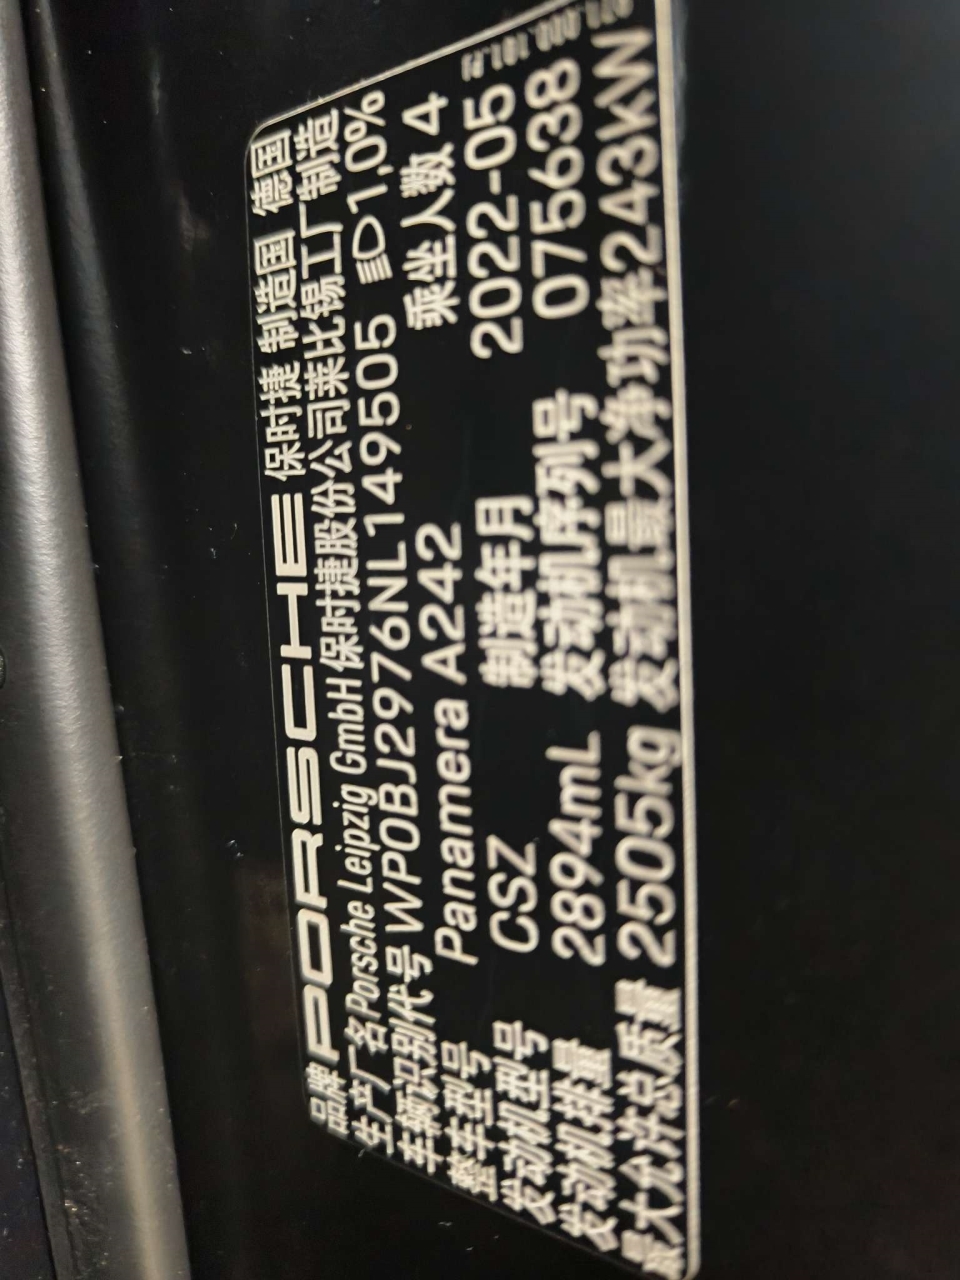 品牌 PORSCHE 保时捷 制造国 德国
生产厂名 Porsche Leipzig GmbH 保时捷股份公司莱比锡工厂制造
车辆识别代号 WP0BJ2976NL149505 1,0%
整车型号 Panamera A242 乘坐人数 4
发动机型号 CSZ 制造年月 2022-05
发动机排量 2894mL 发动机序列号 075638
最大允许总质量 2505kg 发动机最大净功率 243kW